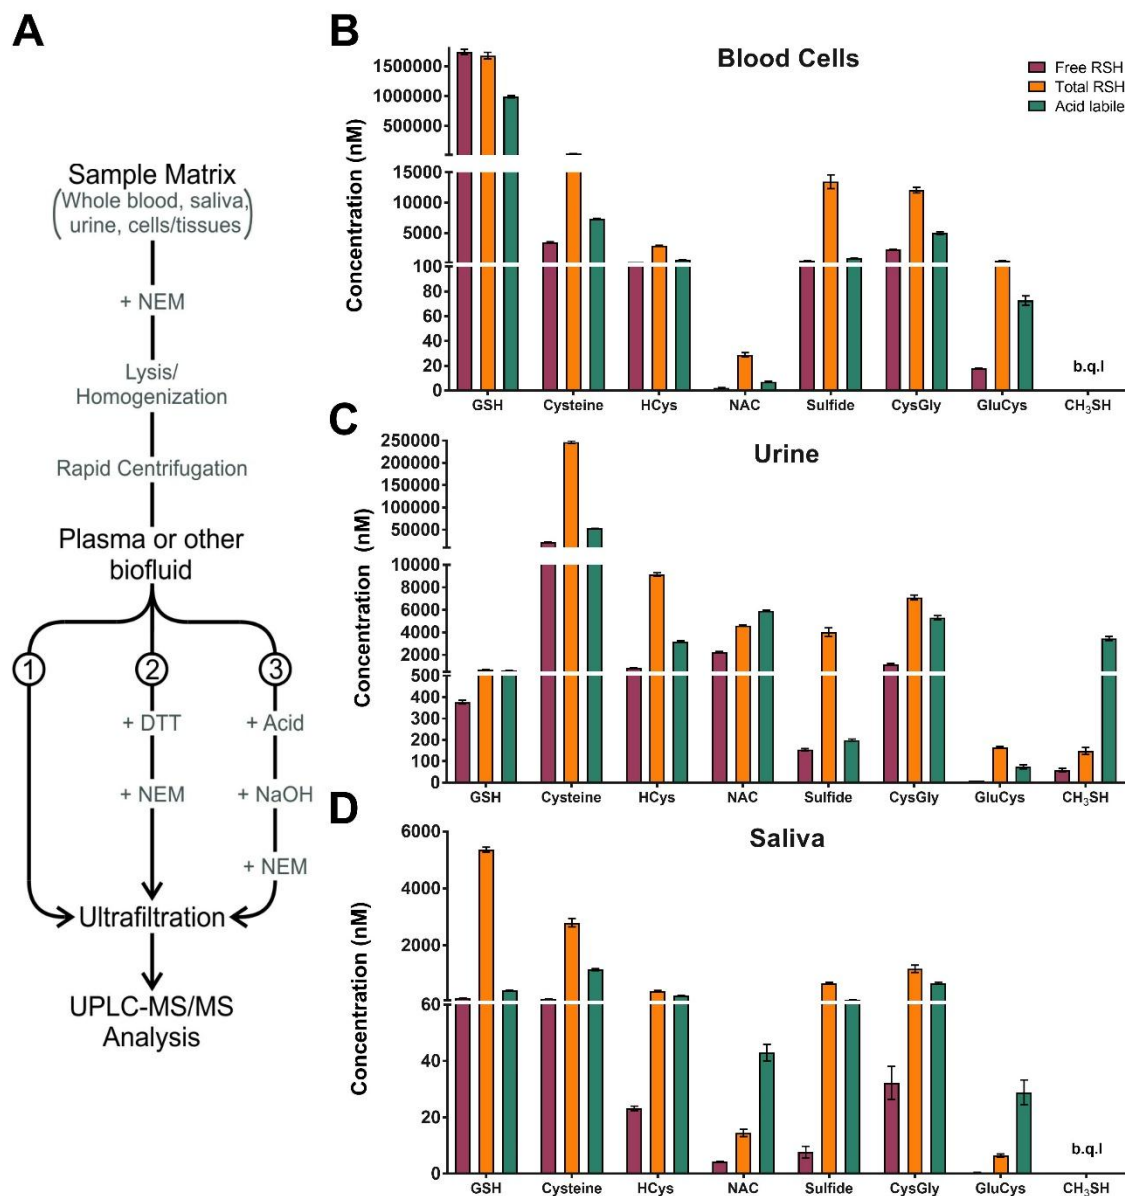 A
Sample Matrix
(Whole blood, saliva,
urine, cells/tissues)
+ NEM
Lysis/
Homogenization
Rapid Centrifugation
Plasma or other
biofluid
1 2 3
+ DTT + Acid
+ NEM + NaOH
+ NEM
Ultrafiltration
UPLC-MS/MS
Analysis
B
Blood Cells
Free RSH
Total RSH
Acid labile
Concentration (nM)
1500000
1000000
500000
15000
10000
5000
100
80
60
40
20
0
b.q.l
GSH Cysteine HCys NAC Sulfide CysGly GluCys CH₃SH
C
Urine
Concentration (nM)
250000
200000
150000
100000
50000
10000
8000
6000
4000
2000
500
400
300
200
100
0
GSH Cysteine HCys NAC Sulfide CysGly GluCys CH₃SH
D
Saliva
Concentration (nM)
6000
4000
2000
60
40
20
0
b.q.l
GSH Cysteine HCys NAC Sulfide CysGly GluCys CH₃SH